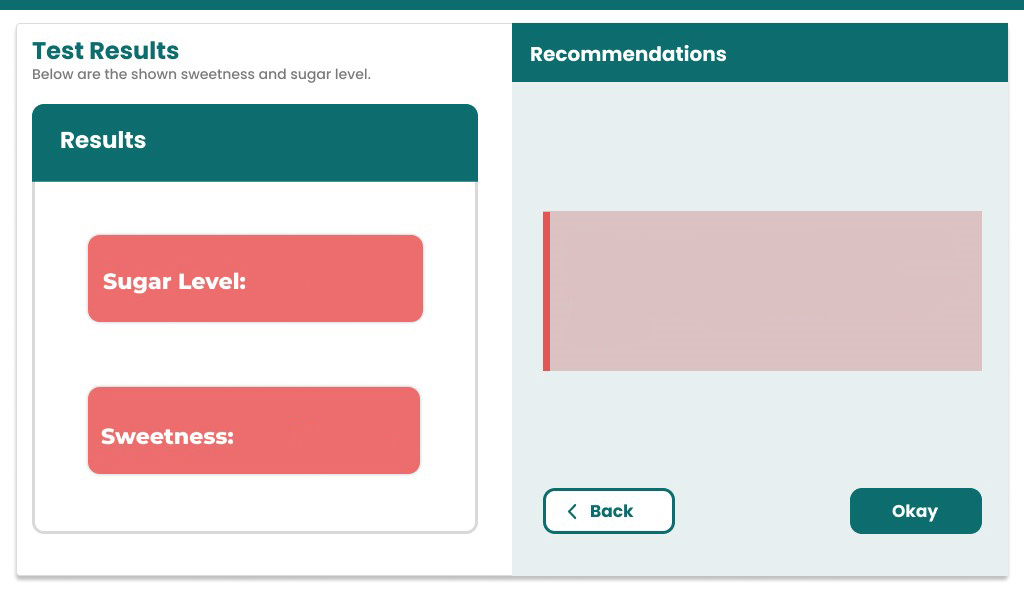 Test Results
Below are the shown sweetness and sugar level.
Results
Sugar Level:
Sweetness:
Recommendations
Back
Okay